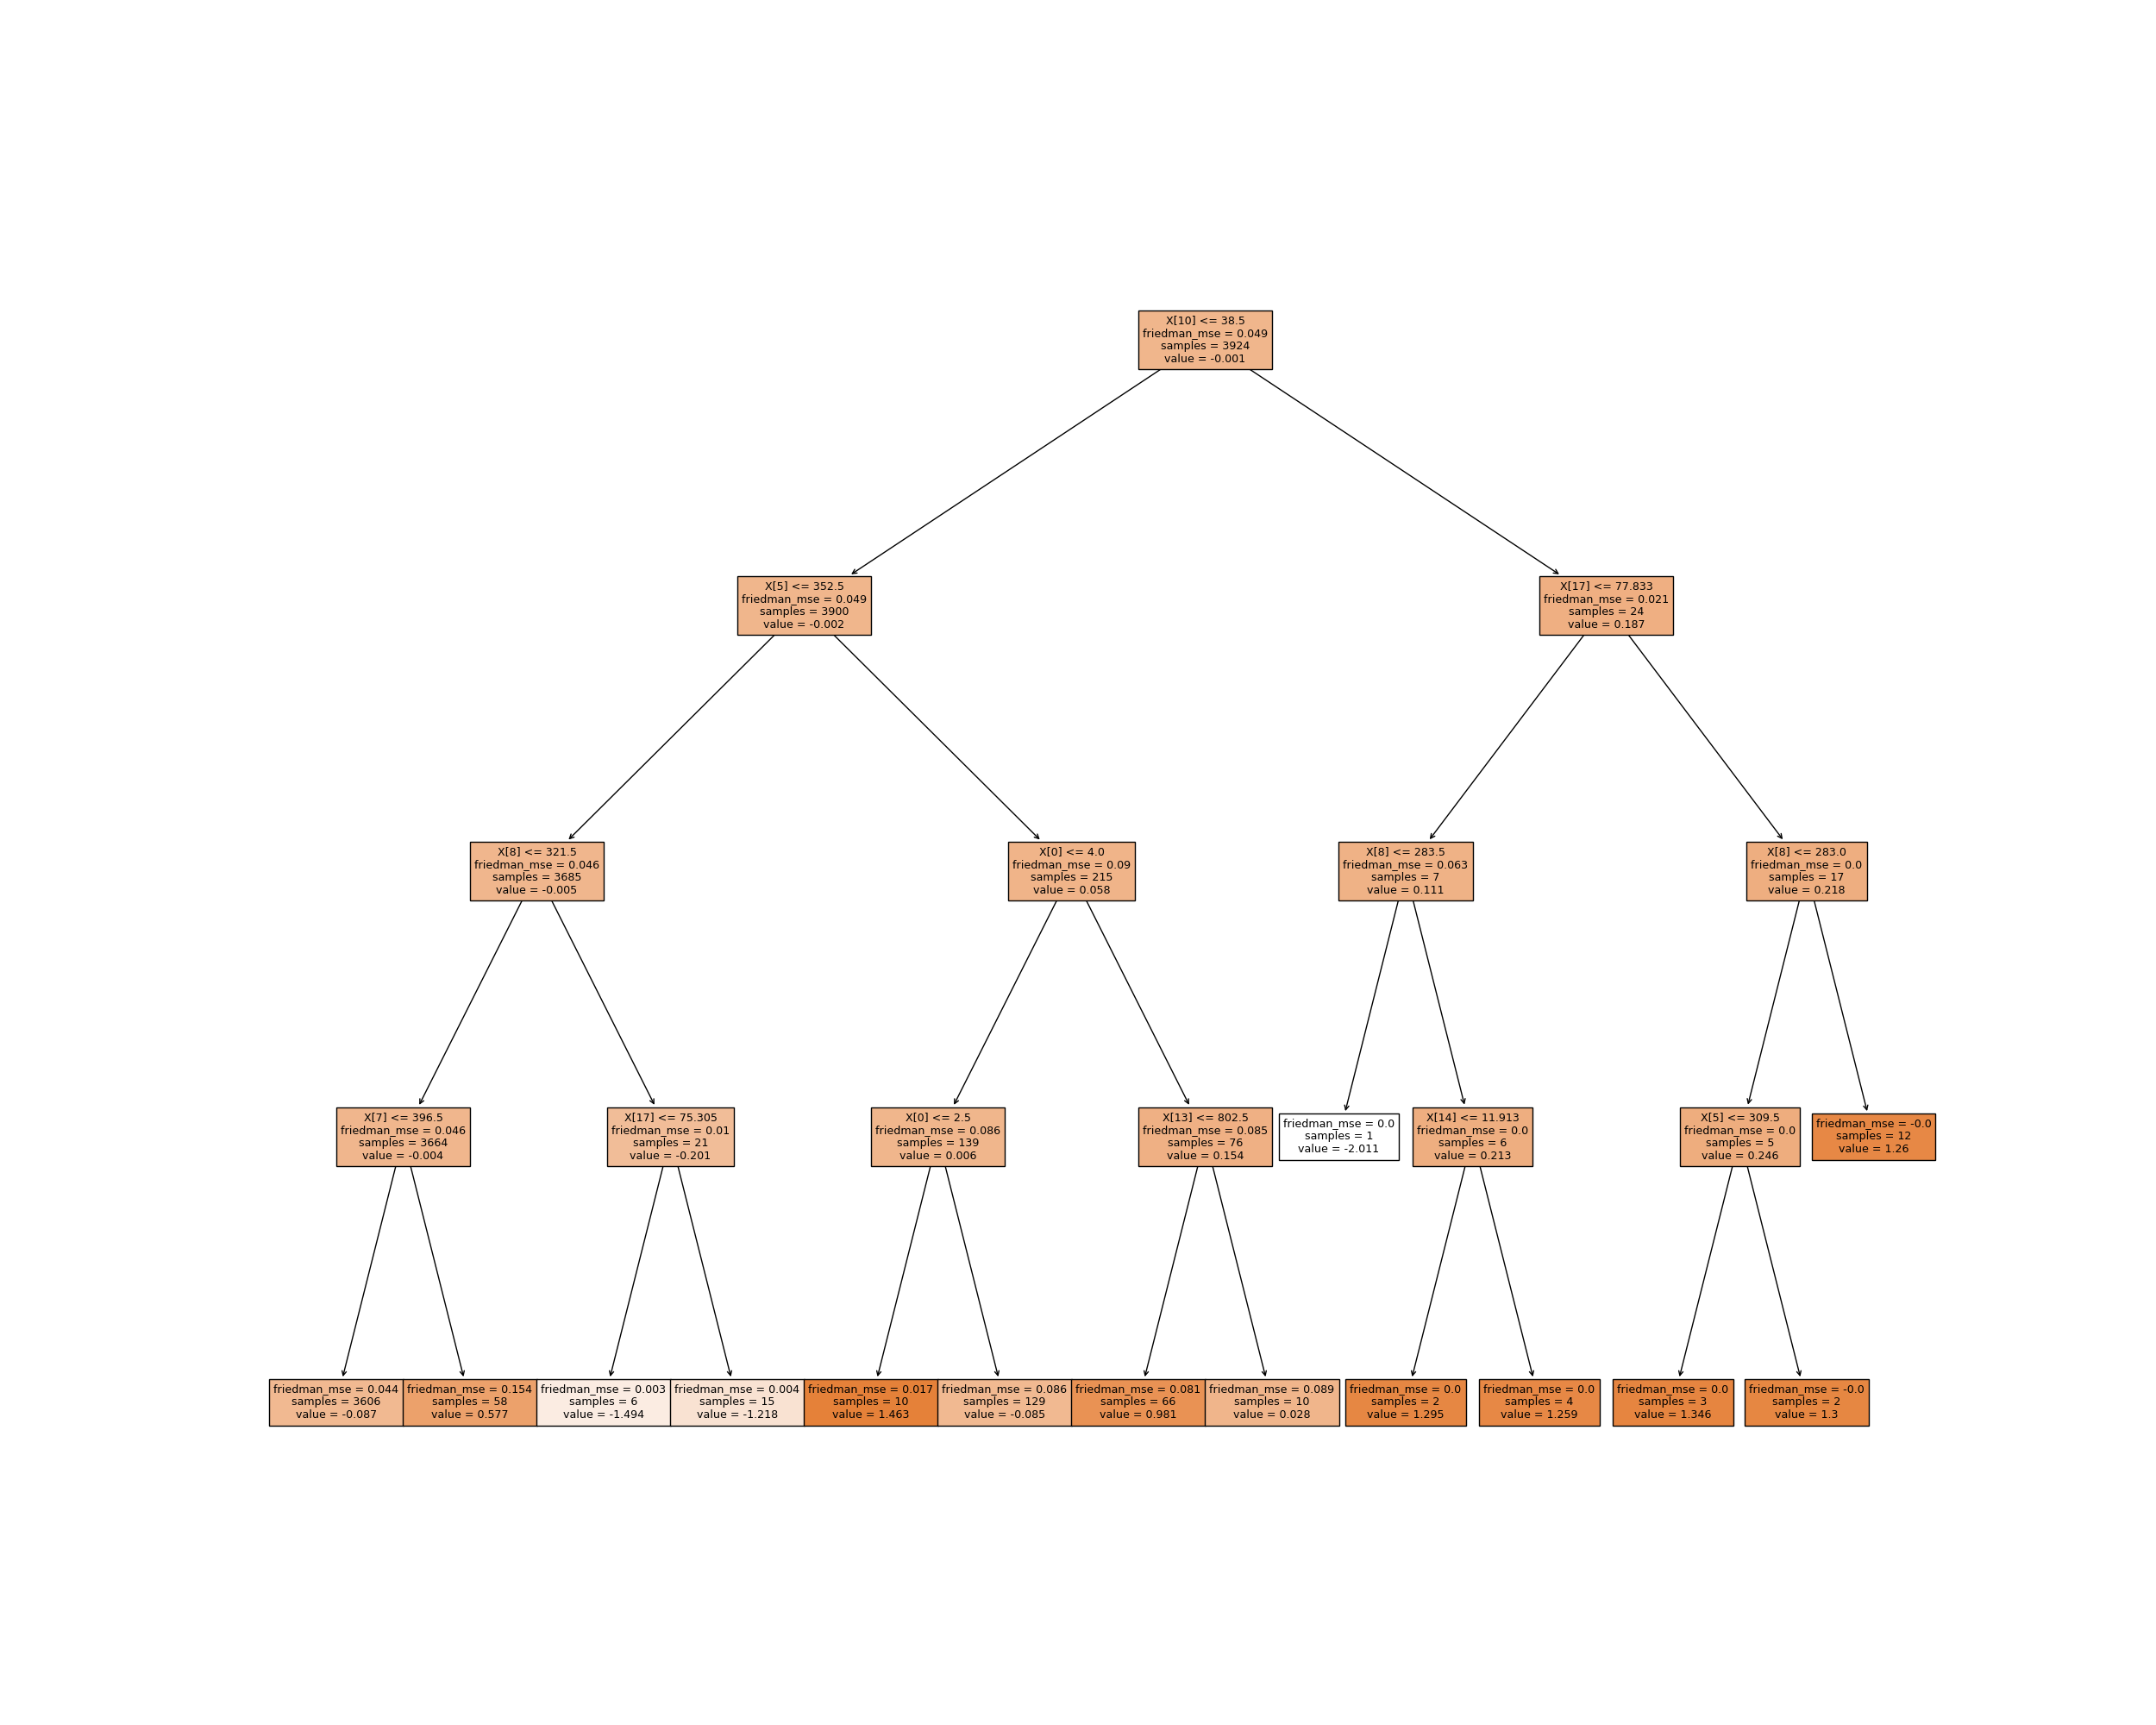 X[10] <= 38.5
friedman_mse = 0.049
samples = 3924
value = -0.001
X[5] <= 352.5
friedman_mse = 0.049
samples = 3900
value = -0.002
X[17] <= 77.833
friedman_mse = 0.021
samples = 24
value = 0.187
X[8] <= 321.5
friedman_mse = 0.046
samples = 3685
value = -0.005
X[0] <= 4.0
friedman_mse = 0.09
samples = 215
value = 0.058
X[8] <= 283.5
friedman_mse = 0.063
samples = 7
value = 0.111
X[8] <= 283.0
friedman_mse = 0.0
samples = 17
value = 0.218
X[7] <= 396.5
friedman_mse = 0.046
samples = 3664
value = -0.004
X[17] <= 75.305
friedman_mse = 0.01
samples = 21
value = -0.201
X[0] <= 2.5
friedman_mse = 0.086
samples = 139
value = 0.006
X[13] <= 802.5
friedman_mse = 0.085
samples = 76
value = 0.154
friedman_mse = 0.0
samples = 1
value = -2.011
X[14] <= 11.913
friedman_mse = 0.0
samples = 6
value = 0.213
X[5] <= 309.5
friedman_mse = 0.0
samples = 5
value = 0.246
friedman_mse = -0.0
samples = 12
value = 1.26
friedman_mse = 0.044
samples = 3606
value = -0.087
friedman_mse = 0.154
samples = 58
value = 0.577
friedman_mse = 0.003
samples = 6
value = -1.494
friedman_mse = 0.004
samples = 15
value = -1.218
friedman_mse = 0.017
samples = 10
value = 1.463
friedman_mse = 0.086
samples = 129
value = -0.085
friedman_mse = 0.081
samples = 66
value = 0.981
friedman_mse = 0.089
samples = 10
value = 0.028
friedman_mse = 0.0
samples = 2
value = 1.295
friedman_mse = 0.0
samples = 4
value = 1.259
friedman_mse = 0.0
samples = 3
value = 1.346
friedman_mse = -0.0
samples = 2
value = 1.3